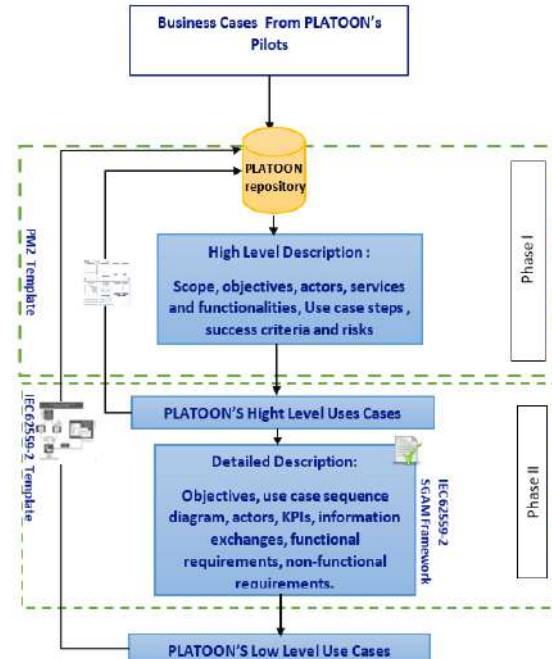 Business Cases From PLATOON's
Pilots
PLATOON
repository
PM2 Template
Phase I
High Level Description :
Scope, objectives, actors, services
and functionalities, Use case steps ,
success criteria and risks
PLATOON'S Hight Level Uses Cases
IEC62559-2 Template
Detailed Description:
Objectives, use case sequence
diagram, actors, KPIs, information
exchanges, functional
requirements, non-functional
requirements.
IEC62559-2
SGAM Framework
Phase II
PLATOON'S Low Level Use Cases